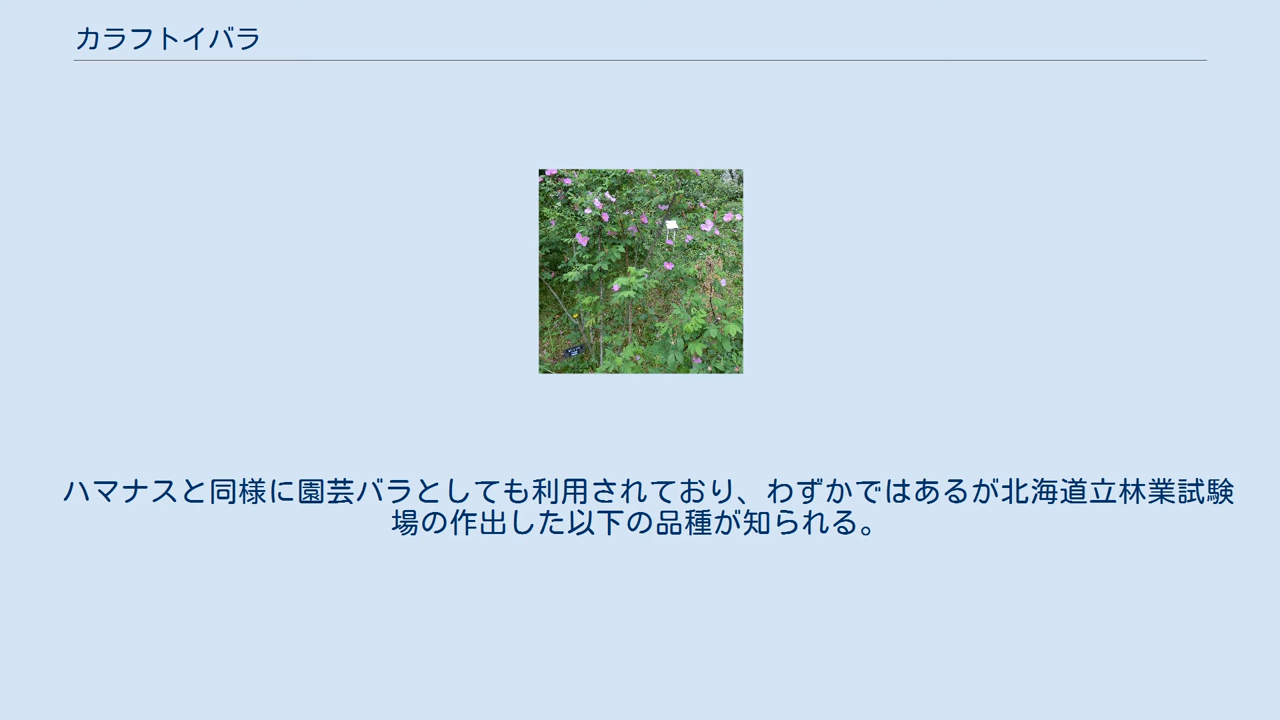 カラフトイバラ
ハマナスと同様に園芸バラとしても利用されており、わずかではあるが北海道立林業試験
場の作出した以下の品種が知られる。